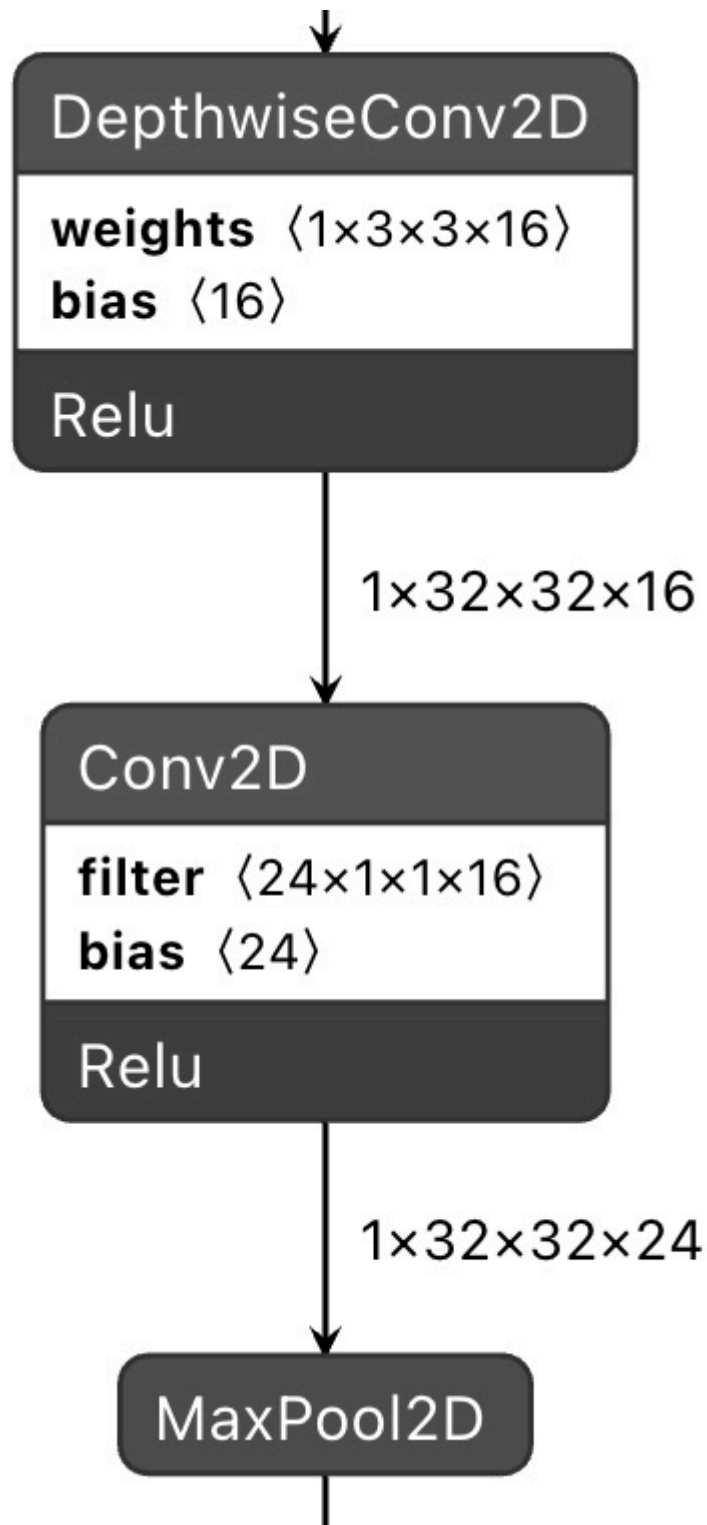 DepthwiseConv2D
weights 〈1×3×3×16〉
bias 〈16〉
Relu
1×32×32×16
Conv2D
filter 〈24×1×1×16〉
bias 〈24〉
Relu
1×32×32×24
MaxPool2D